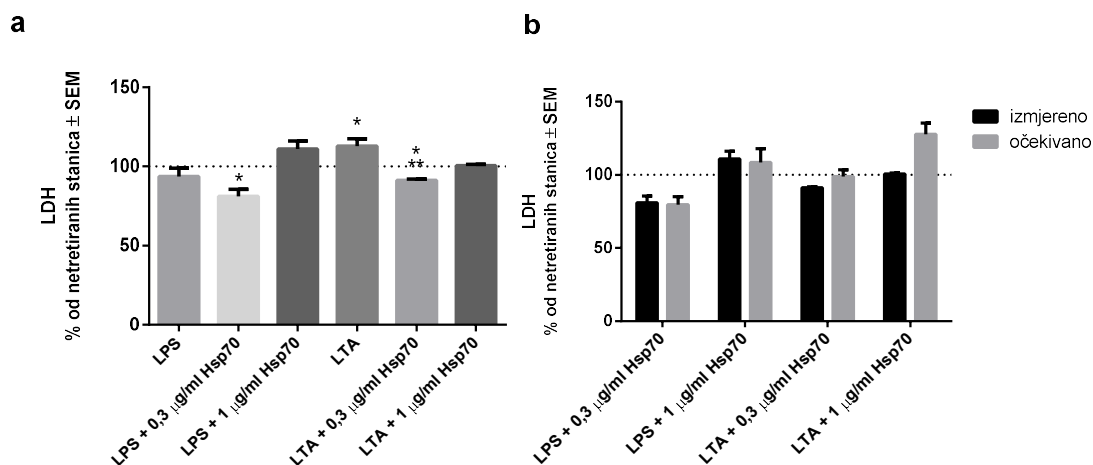 a
LDH
% od netretiranih stanica ± SEM
150
100
50
0
*
*
*
**
LPS
LPS + 0,3 μg/ml Hsp70
LPS + 1 μg/ml Hsp70
LTA
LTA + 0,3 μg/ml Hsp70
LTA + 1 μg/ml Hsp70
b
LDH
% od netretiranih stanica ± SEM
150
100
50
0
LPS + 0,3 μg/ml Hsp70
LPS + 1 μg/ml Hsp70
LTA + 0,3 μg/ml Hsp70
LTA + 1 μg/ml Hsp70
izmjereno
očekivano